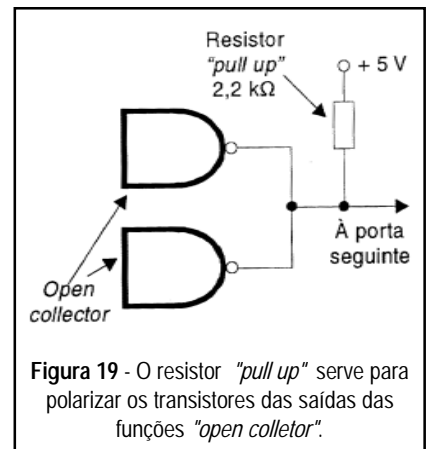 Resistor
"pull up"
2,2 kΩ
+ 5 V
À porta
seguinte
Open
collector
Figura 19 - O resistor "pull up" serve para
polarizar os transistores das saídas das
funções "open colletor".